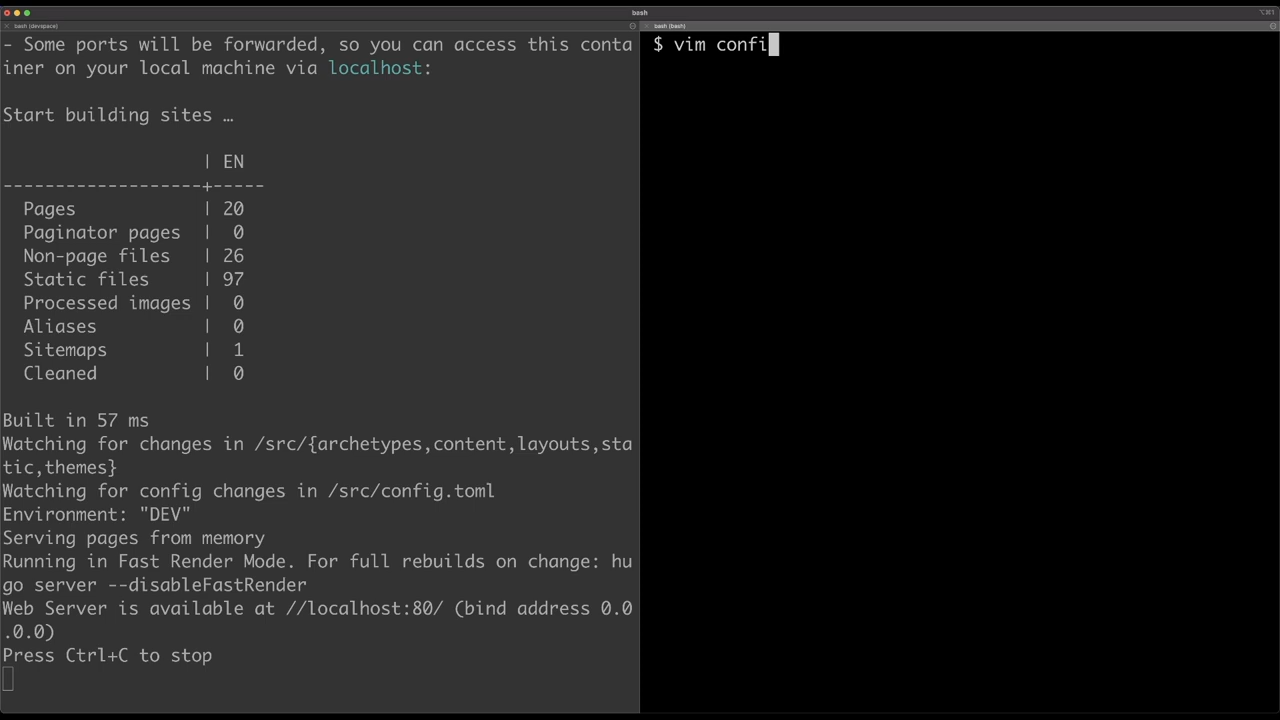 bash
⌥⌘1
bash (devspace)
bash (bash)
- Some ports will be forwarded, so you can access this conta
iner on your local machine via localhost:
Start building sites …
| EN
-------------------+-----
Pages | 20
Paginator pages | 0
Non-page files | 26
Static files | 97
Processed images | 0
Aliases | 0
Sitemaps | 1
Cleaned | 0
Built in 57 ms
Watching for changes in /src/{archetypes,content,layouts,sta
tic,themes}
Watching for config changes in /src/config.toml
Environment: "DEV"
Serving pages from memory
Running in Fast Render Mode. For full rebuilds on change: hu
go server --disableFastRender
Web Server is available at //localhost:80/ (bind address 0.0
.0.0)
Press Ctrl+C to stop
$ vim confi